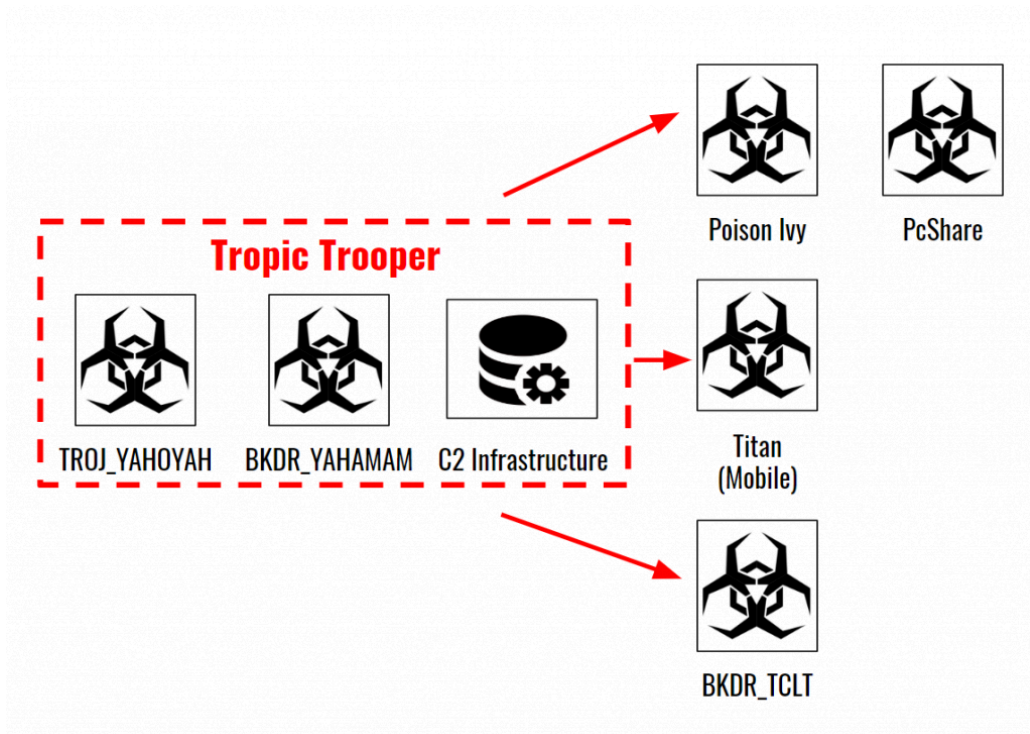 Poison Ivy
PcShare
Tropic Trooper
TROJ_YAHOYAH
BKDR_YAHAMAM
C2 Infrastructure
Titan
(Mobile)
BKDR_TCLT